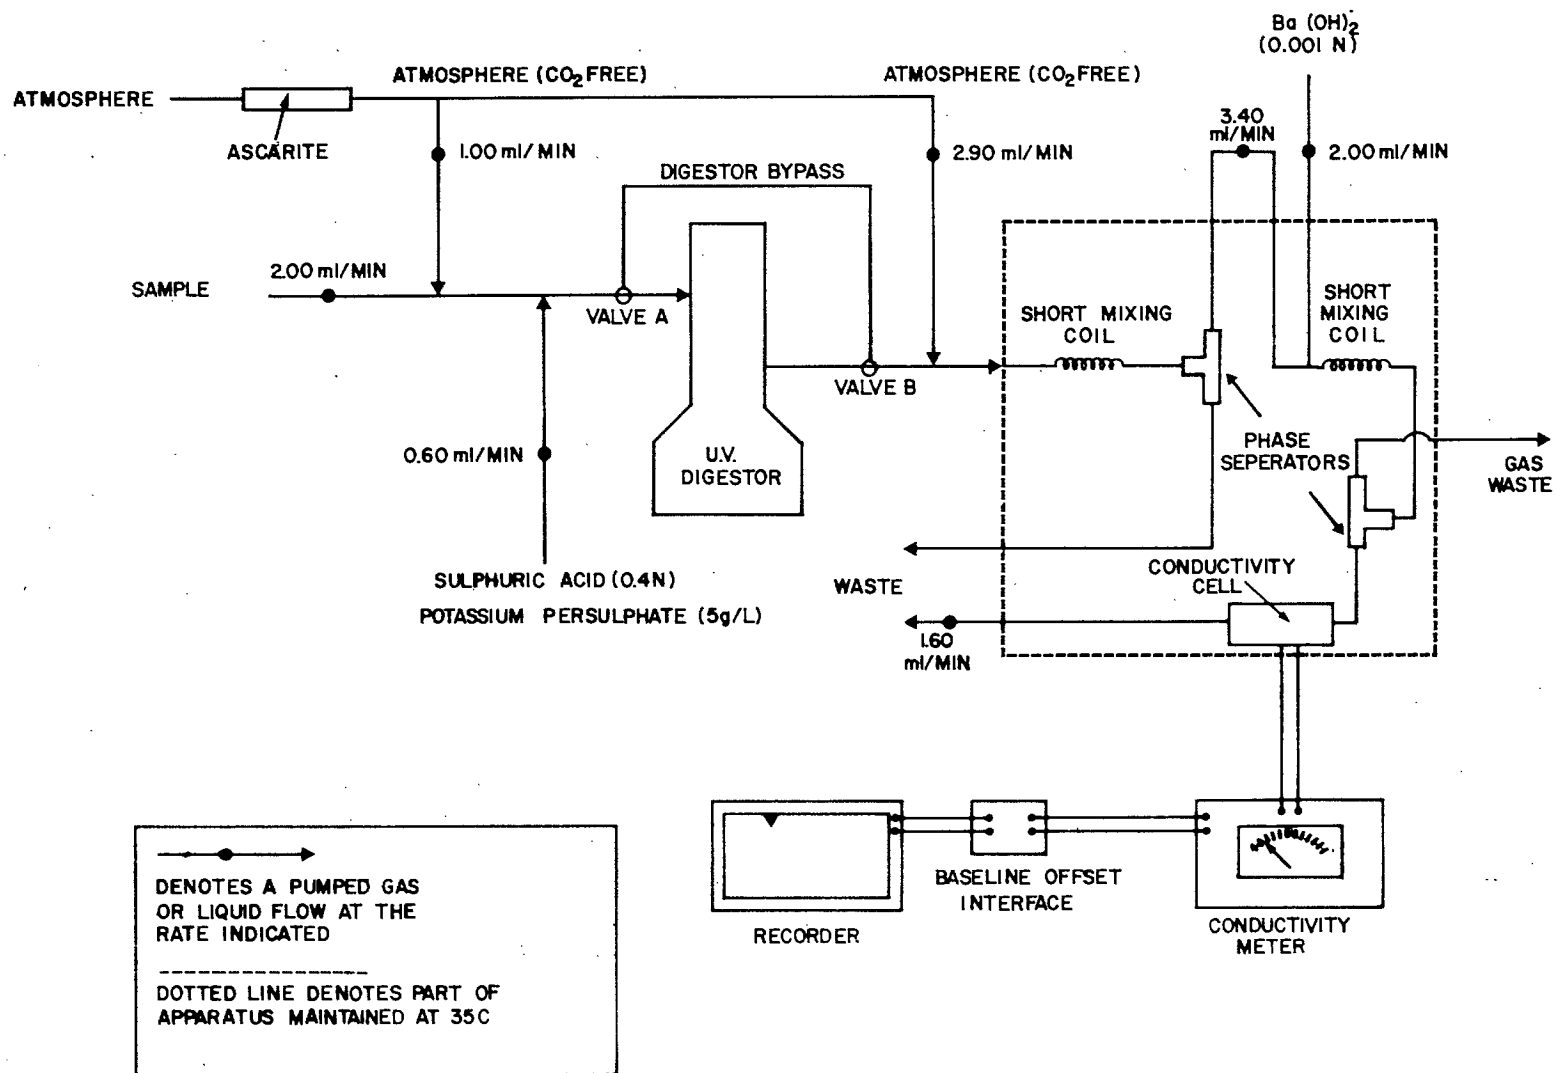 Ba (OH)2
(0.001 N)
ATMOSPHERE (CO2 FREE)
ATMOSPHERE (CO2 FREE)
ATMOSPHERE
ASCARITE
1.00 ml/MIN
2.90 ml/MIN
3.40
ml/MIN
2.00 ml/MIN
DIGESTOR BYPASS
2.00 ml/MIN
SAMPLE
VALVE A
SHORT MIXING
COIL
SHORT
MIXING
COIL
VALVE B
0.60 ml/MIN
U.V.
DIGESTOR
PHASE
SEPERATORS
GAS
WASTE
SULPHURIC ACID (0.4N)
POTASSIUM PERSULPHATE (5g/L)
WASTE
CONDUCTIVITY
CELL
1.60
ml/MIN
RECORDER
BASELINE OFFSET
INTERFACE
CONDUCTIVITY
METER
DENOTES A PUMPED GAS
OR LIQUID FLOW AT THE
RATE INDICATED
DOTTED LINE DENOTES PART OF
APPARATUS MAINTAINED AT 35C